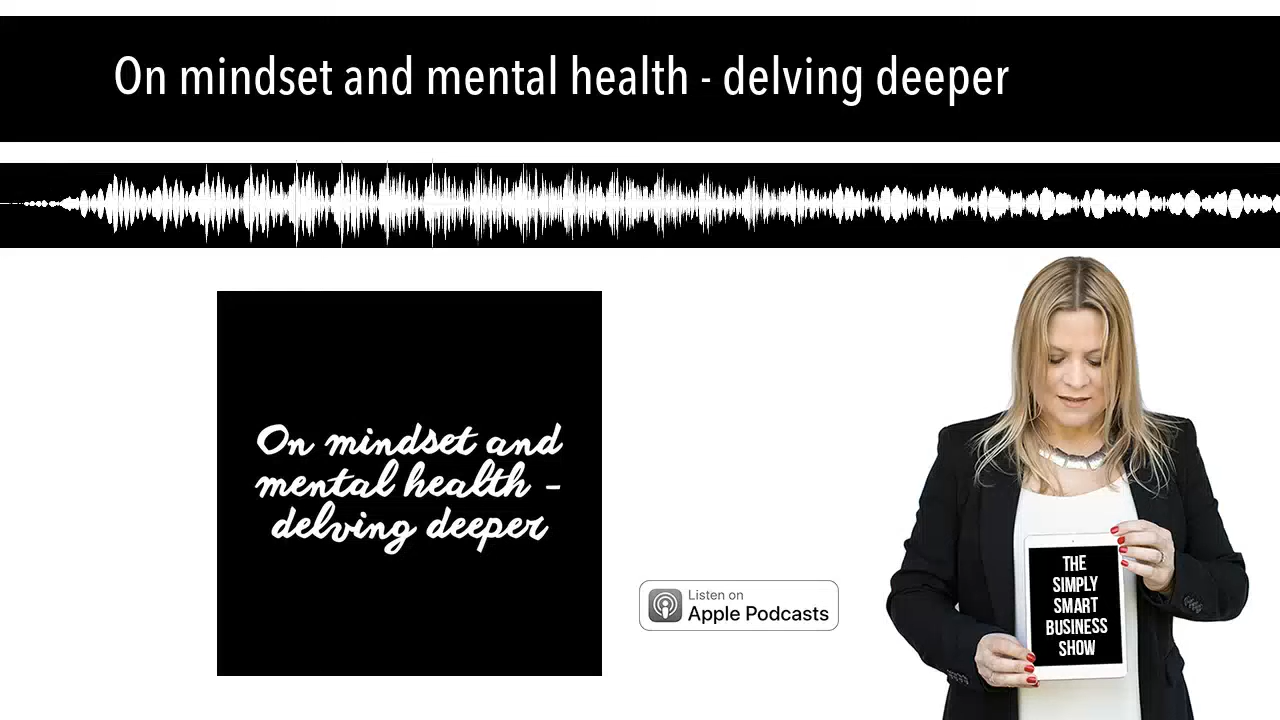 On mindset and mental health - delving deeper
On mindset and
mental health -
delving deeper
Listen on
Apple Podcasts
THE
SIMPLY
SMART
BUSINESS
SHOW